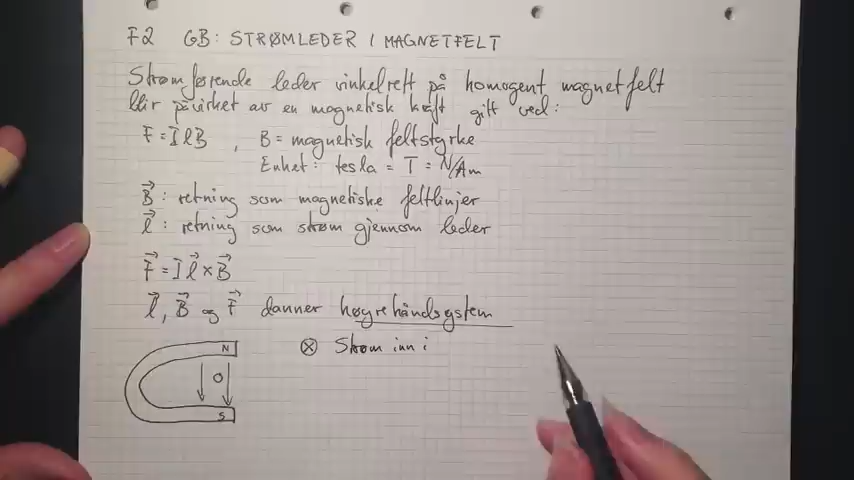 F2 GB: STRØMLEDER I MAGNETFELT
Strømførende leder vinkelrett på homogent magnetfelt
blir påvirket av en magnetisk kraft gitt ved:
F = IlB , B = magnetisk feltstyrke
Enhet: tesla = T = N/Am
B⃗: retning som magnetiske feltlinjer
l⃗: retning som strøm gjennom leder
F⃗ = I l⃗ × B⃗
l⃗, B⃗ og F⃗ danner høgrehåndsystem
N
⊗ Strøm inn i
S